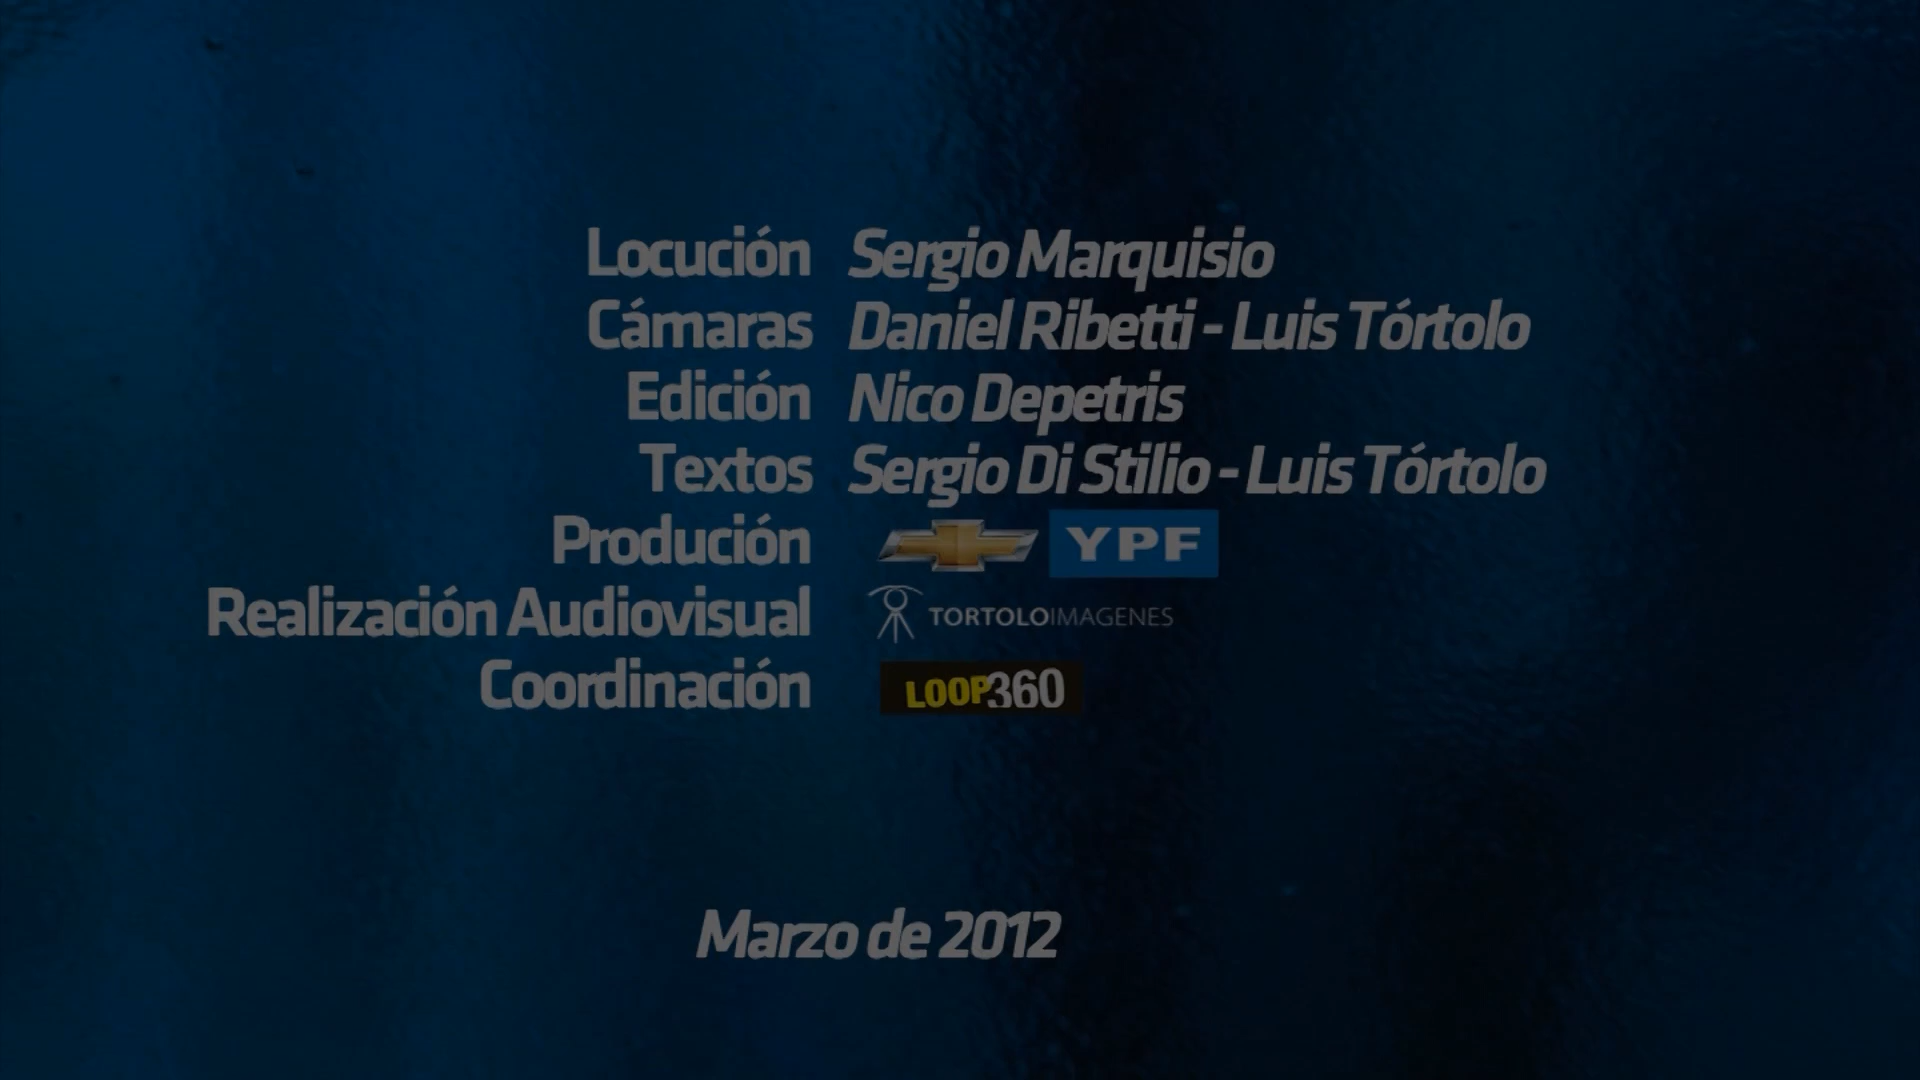 Locución Sergio Marquisio
Cámaras Daniel Ribetti - Luis Tórtolo
Edición Nico Depetris
Textos Sergio Di Stilio - Luis Tórtolo
Produción YPF
Realización Audiovisual TORTOLOIMAGENES
Coordinación LOOP360
Marzo de 2012